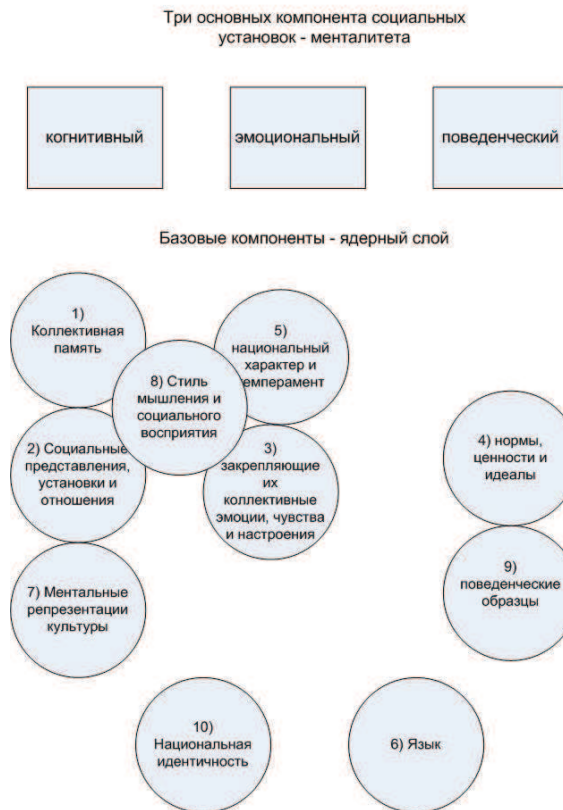 Три основных компонента социальных
установок - менталитета
когнитивный
эмоциональный
поведенческий
Базовые компоненты - ядерный слой
1)
Коллективная
память
5)
национальный
характер и
емперамент
8) Стиль
мышления и
социального
восприятия
2) Социальные
представления,
установки и
отношения
3)
закрепляющие
их
коллективные
эмоции, чувства
и настроения
4) нормы,
ценности и
идеалы
7) Ментальные
репрезентации
культуры
9)
поведенческие
образцы
10)
Национальная
идентичность
6) Язык